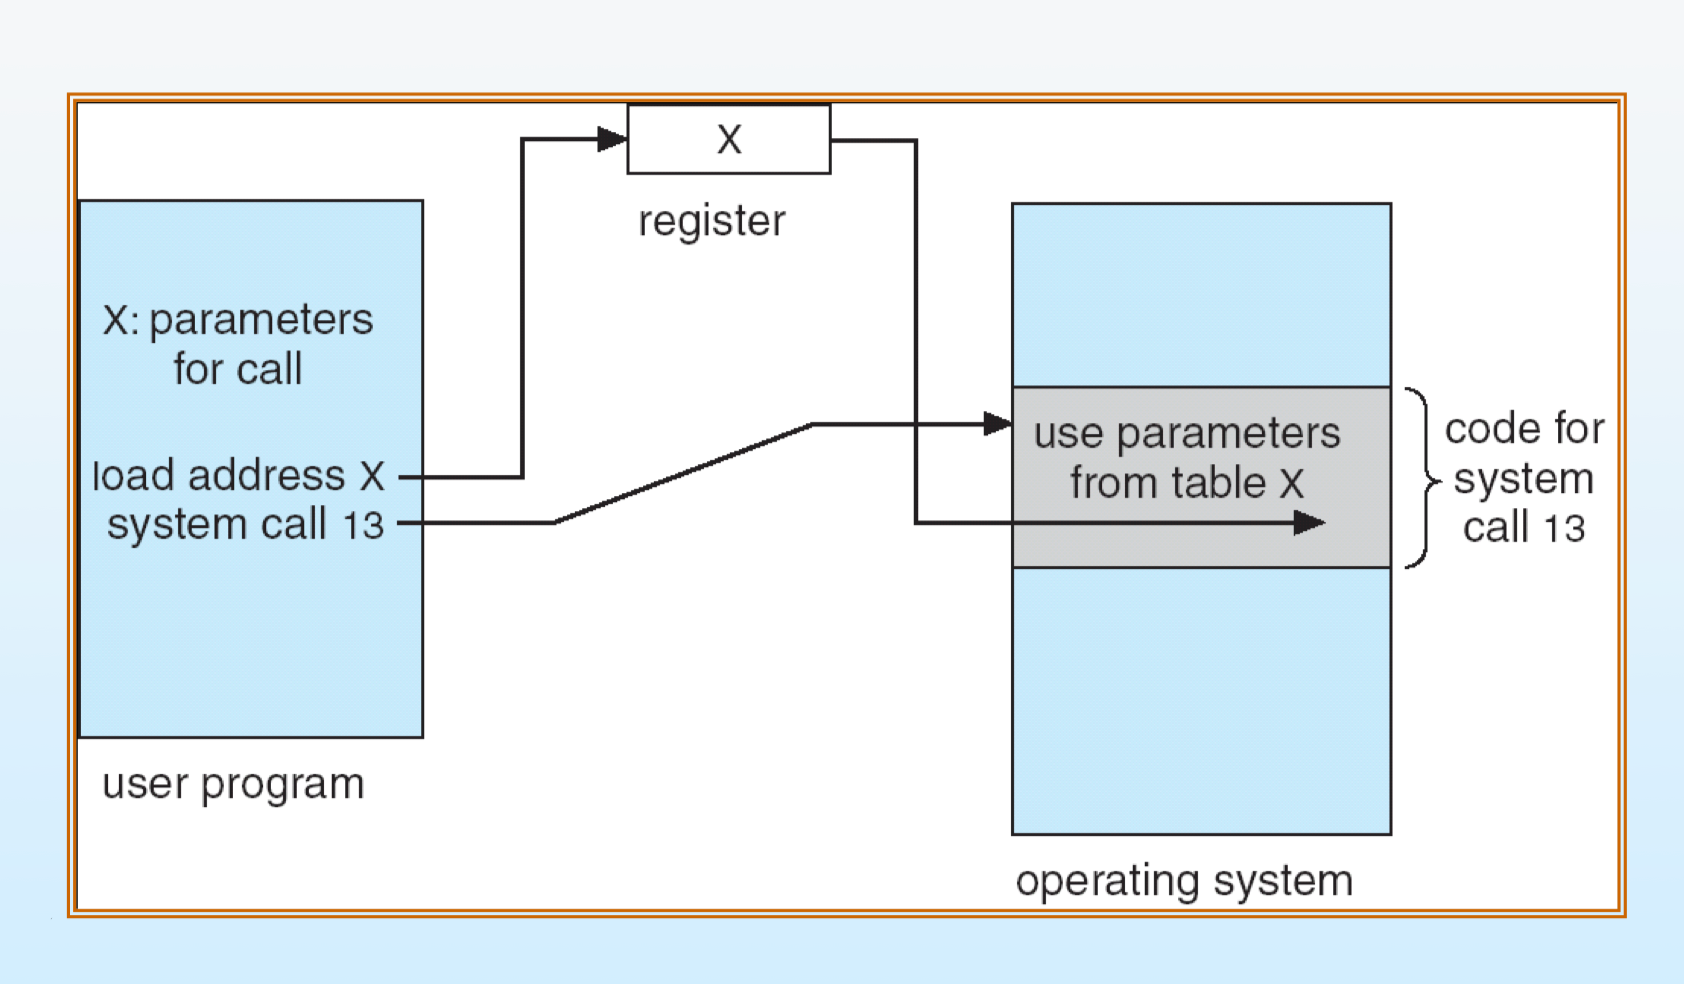 X
register
X: parameters
for call
load address X
system call 13
user program
use parameters
from table X
code for
system
call 13
operating system